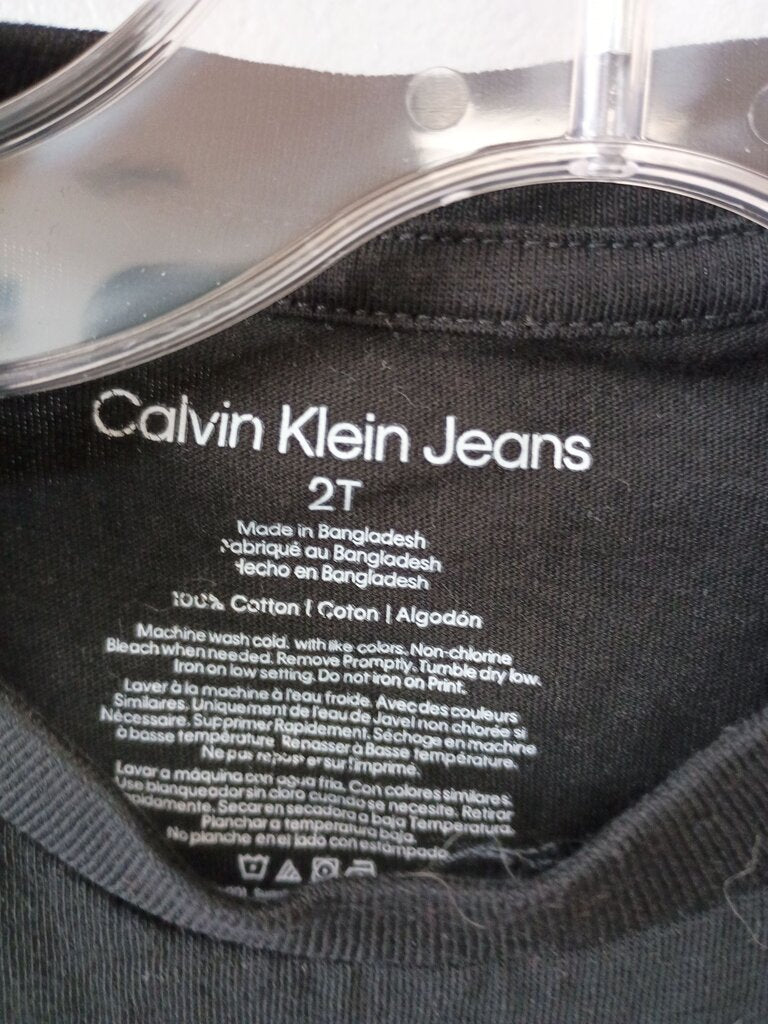 Calvin Klein Jeans
2T
Made in Bangladesh
Fabriqué au Bangladesh
Hecho en Bangladesh
100% Cotton | Coton | Algodón
Machine wash cold. with like colors. Non-chlorine
Bleach when needed. Remove Promptly. Tumble dry low.
Iron on low setting. Do not iron on Print.
Laver à la machine à l'eau froide. Avec des couleurs
Similaires. Uniquement de l'eau de Javel non chlorée si
Nécessaire. Supprimer Rapidement. Séchage en machine
à basse température. Repasser à Basse température.
Ne pas repasser sur l'imprimé.
Lavar a máquina con agua fria. Con colores similares.
Use blanqueador sin cloro cuando se necesite. Retirar
rapidamente. Secar en secadora a baja Temperatura.
Planchar a temperatura baja.
No planche en el lado con estampado.